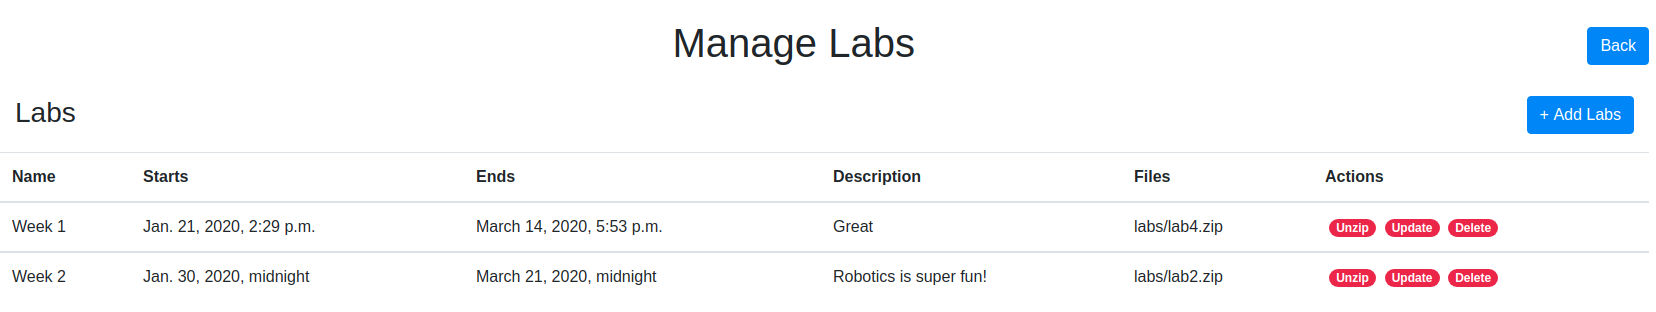 Manage Labs
Back
Labs
+ Add Labs
Name Starts Ends Description Files Actions
Week 1 Jan. 21, 2020, 2:29 p.m. March 14, 2020, 5:53 p.m. Great labs/lab4.zip Unzip Update Delete
Week 2 Jan. 30, 2020, midnight March 21, 2020, midnight Robotics is super fun! labs/lab2.zip Unzip Update Delete